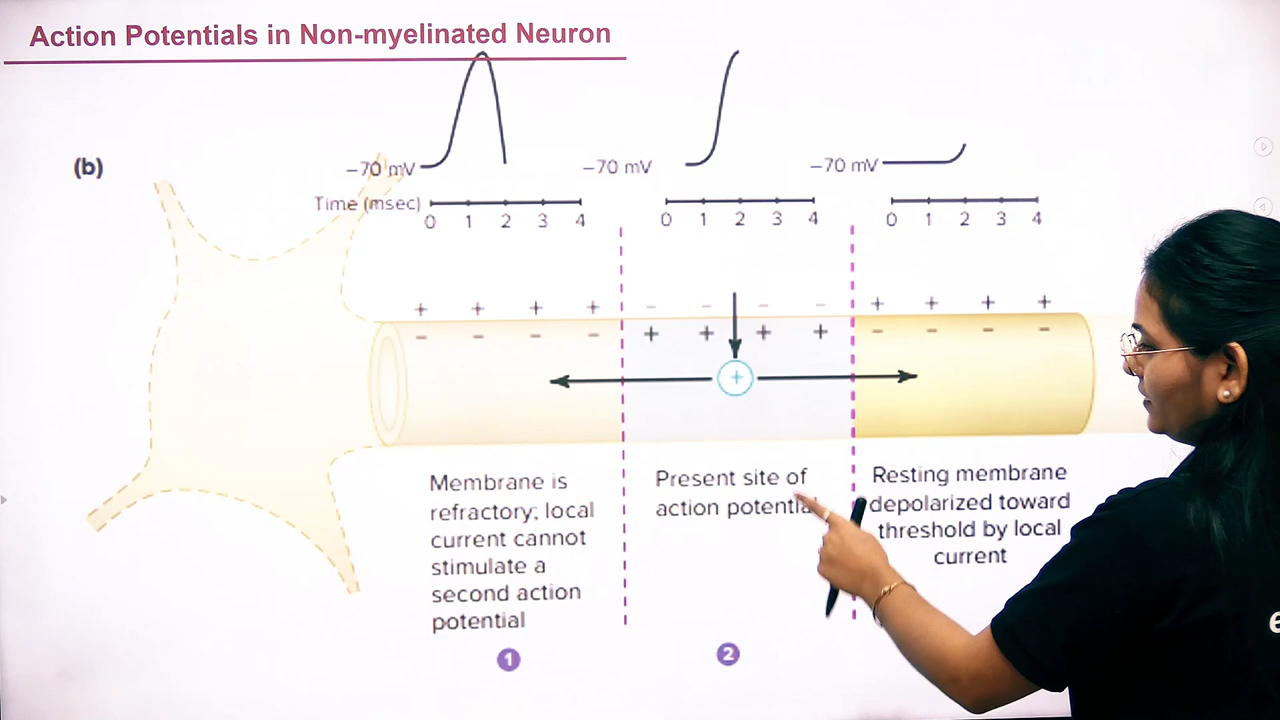 Action Potentials in Non-myelinated Neuron
(b)
−70 mV
−70 mV
−70 mV
Time (msec)
0 1 2 3 4
0 1 2 3 4
0 1 2 3 4
+ + + + − − − − + + + +
− − − − + + + + − − − −
+
Membrane is
refractory; local
current cannot
stimulate a
second action
potential
1
Present site of
action potential
2
Resting membrane
depolarized toward
threshold by local
current
e